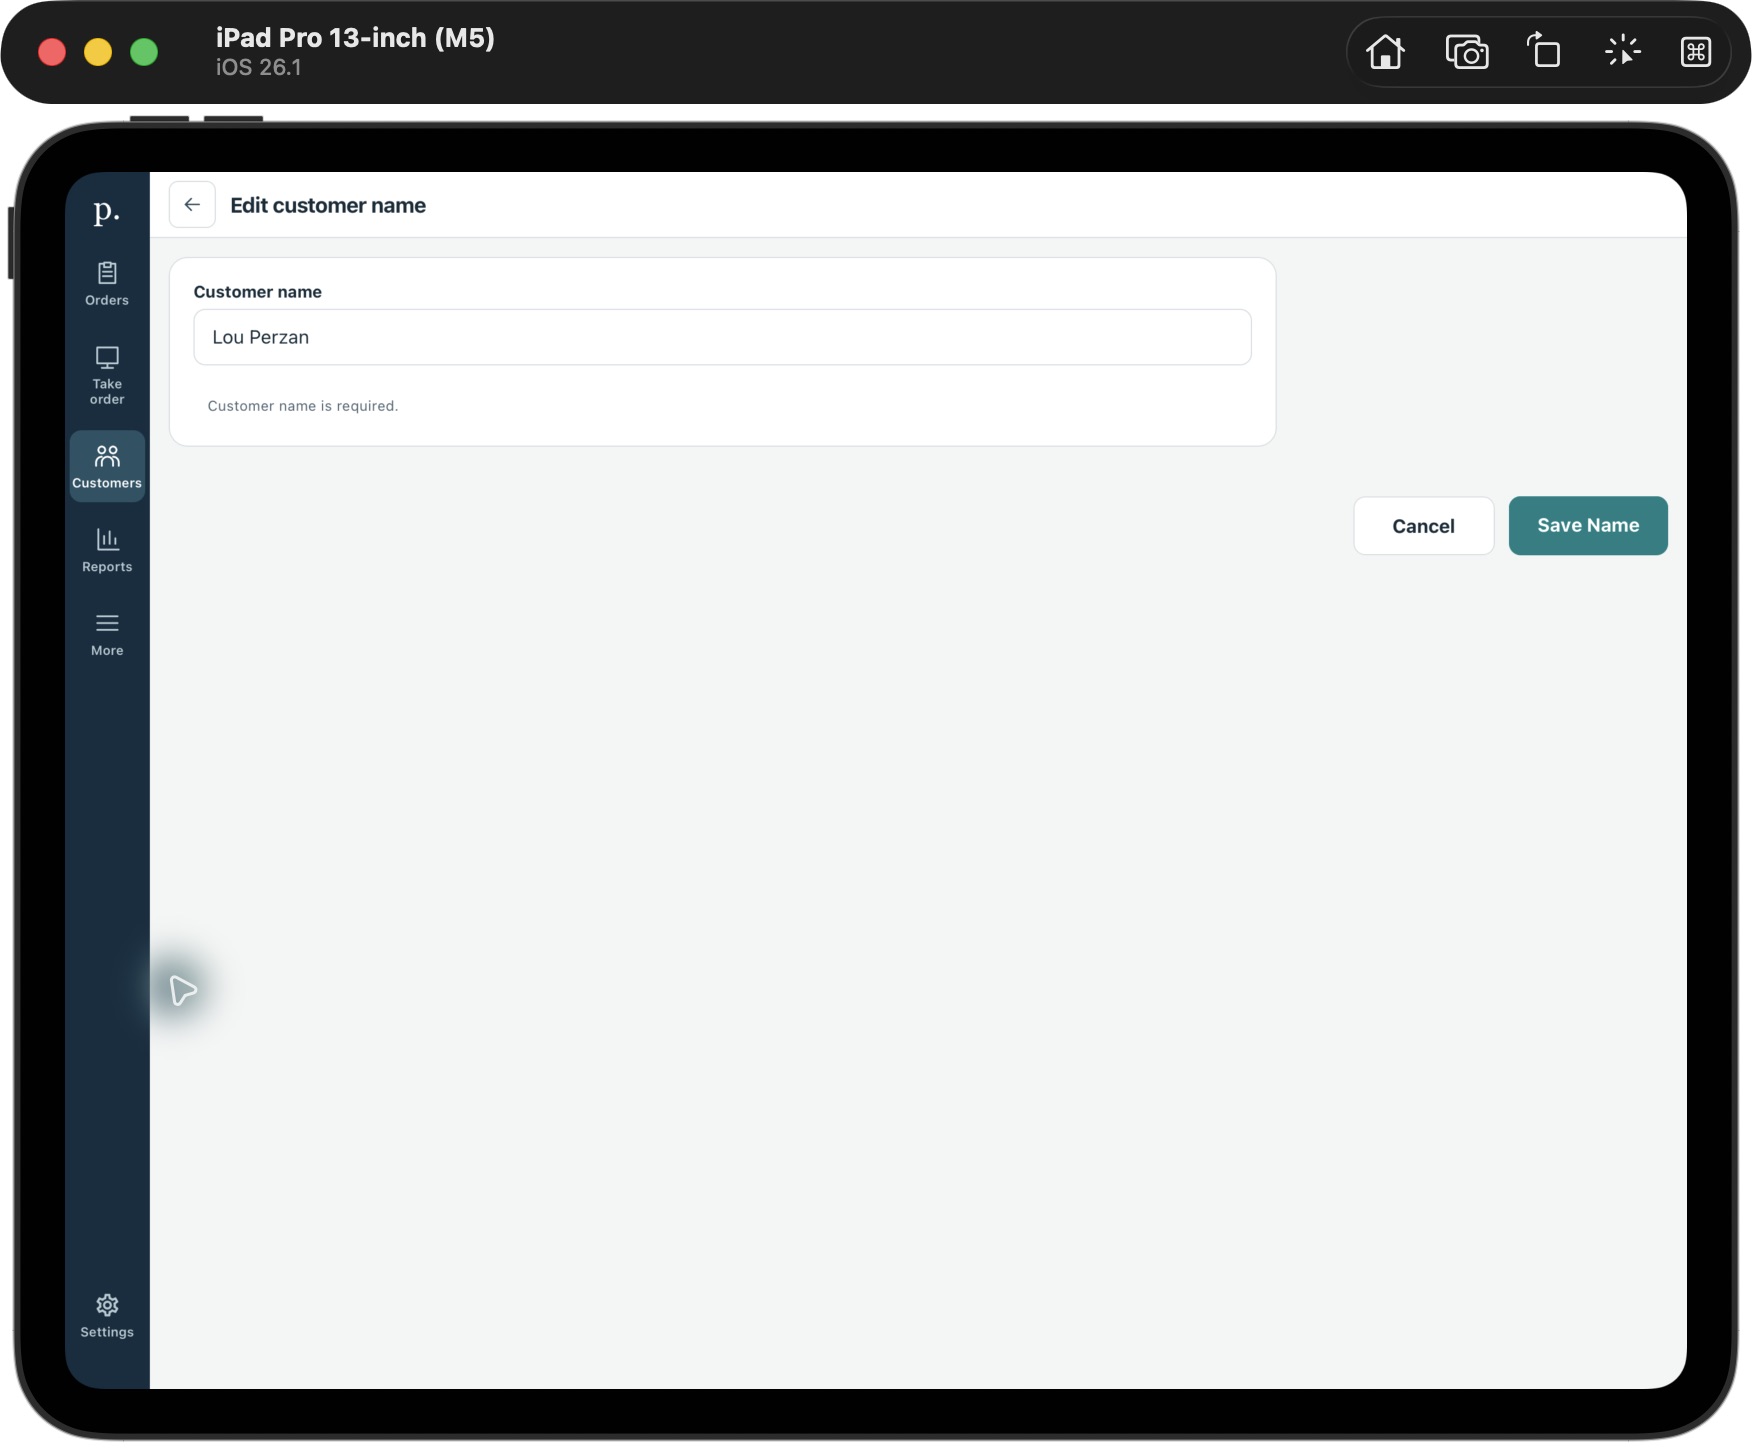 iPad Pro 13-inch (M5)
iOS 26.1
p.
Edit customer name
Orders
Take
order
Customers
Reports
More
Settings
Customer name
Lou Perzan
Customer name is required.
Cancel
Save Name